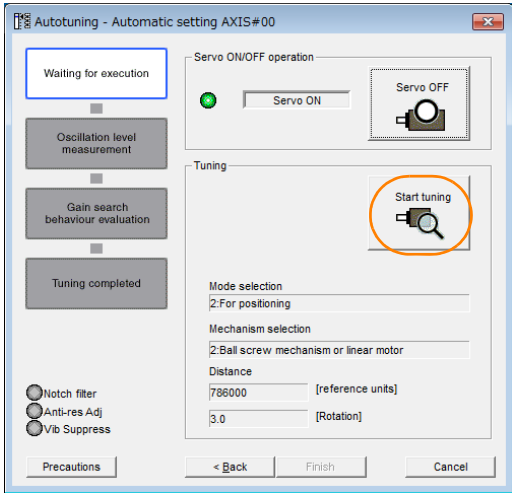 Autotuning - Automatic setting AXIS#00
Waiting for execution
Oscillation level
measurement
Gain search
behaviour evaluation
Tuning completed
Notch filter
Anti-res Adj
Vib Suppress
Servo ON/OFF operation
Servo ON
Servo OFF
Tuning
Start tuning
Mode selection
2:For positioning
Mechanism selection
2:Ball screw mechanism or linear motor
Distance
786000 [reference units]
3.0 [Rotation]
Precautions
< Back
Finish
Cancel